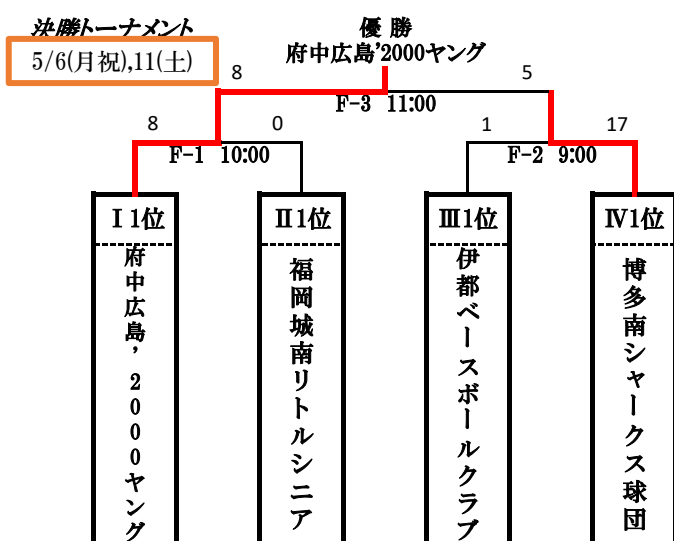 決勝トーナメント
5/6(月祝),11(土)
優 勝
府中広島'2000ヤング
8
5
F-3 11:00
8
0
1
17
F-1 10:00
F-2 9:00
Ⅰ1位
Ⅱ1位
Ⅲ1位
Ⅳ1位
府中広島’2000ヤング
福岡城南リトルシニア
伊都ベースボールクラブ
博多南シャークス球団